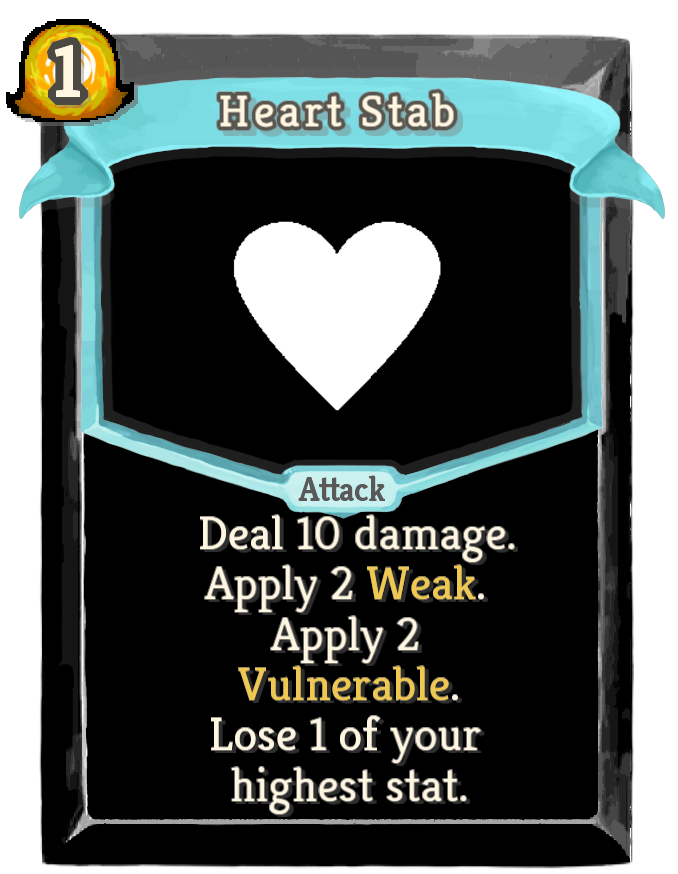 1
Heart Stab
Attack
Deal 10 damage.
Apply 2 Weak.
Apply 2
Vulnerable.
Lose 1 of your
highest stat.